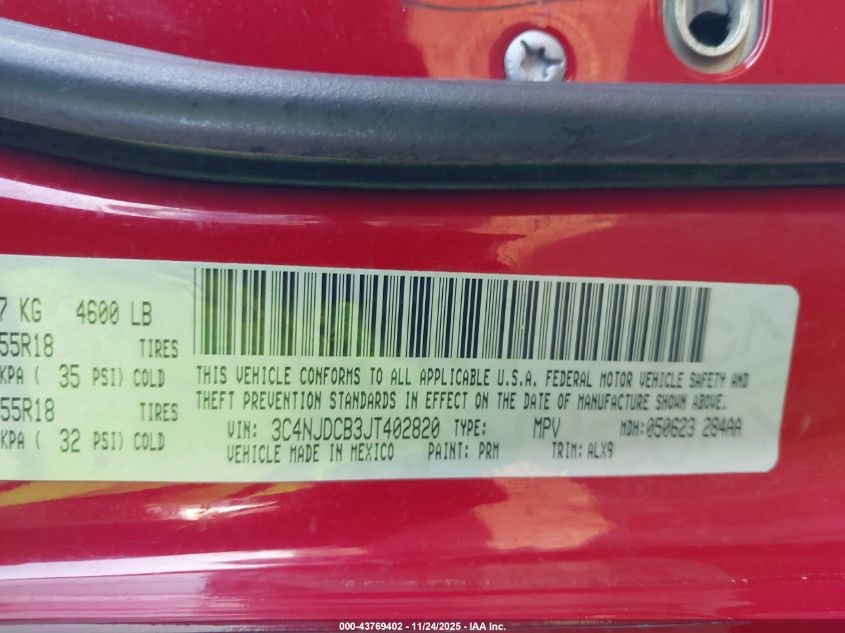 7 KG 4600 LB
55R18 TIRES
KPA ( 35 PSI) COLD
55R18 TIRES
KPA ( 32 PSI) COLD
THIS VEHICLE CONFORMS TO ALL APPLICABLE U.S.A. FEDERAL MOTOR VEHICLE SAFETY AND
THEFT PREVENTION STANDARDS IN EFFECT ON THE DATE OF MANUFACTURE SHOWN ABOVE.
VIN: 3C4NJDCB3JT402820 TYPE: MPV MDH:050623 284AA
VEHICLE MADE IN MEXICO PAINT: PRM TRIM: ALX9
000-43769402 - 11/24/2025 - IAA Inc.